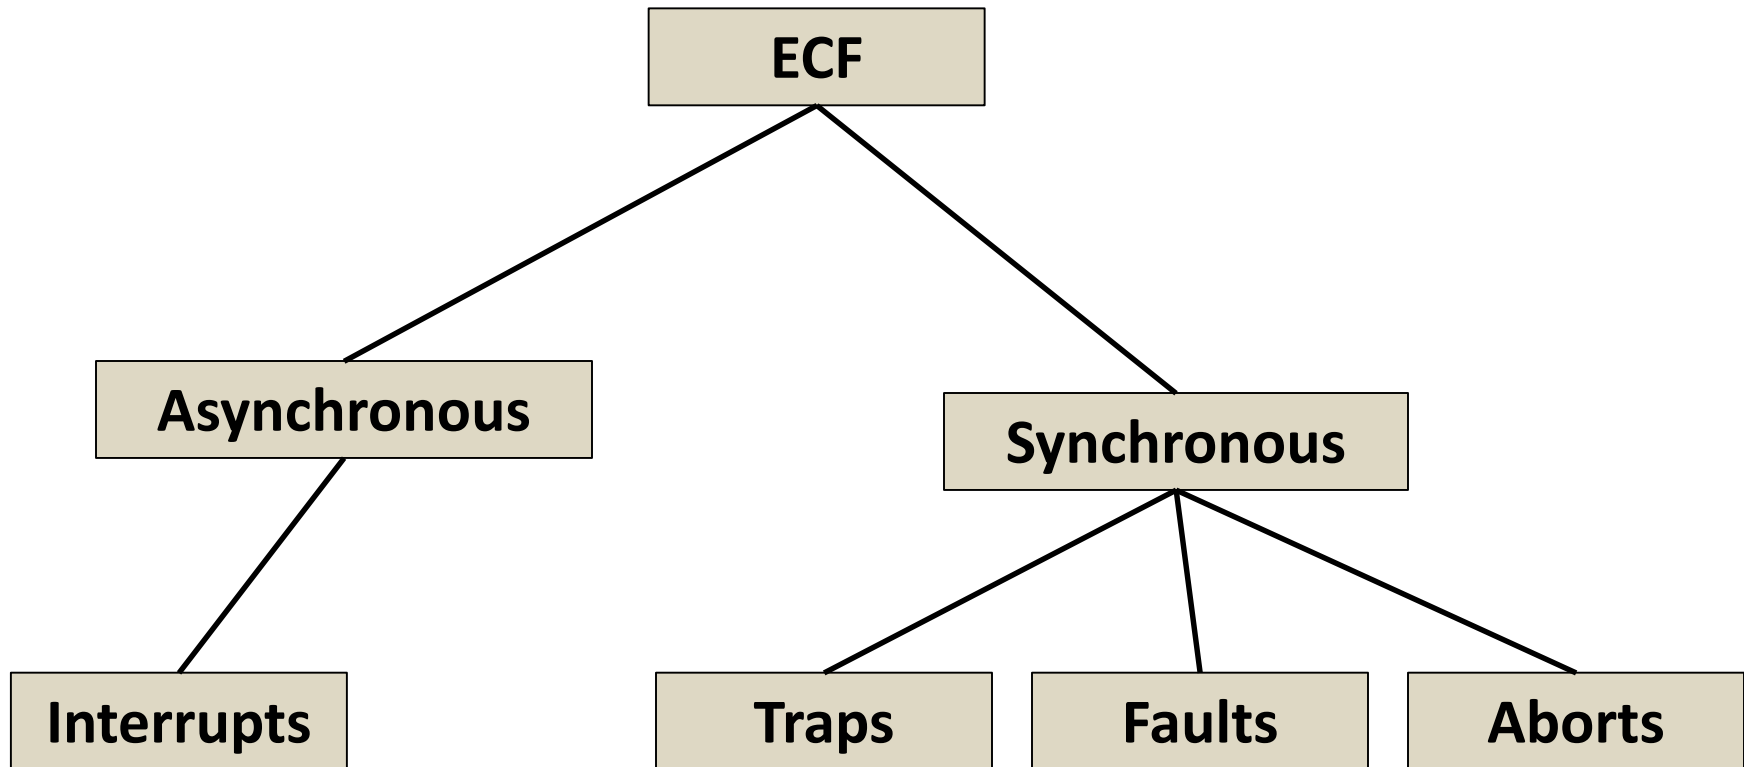 ECF
Asynchronous
Synchronous
Interrupts
Traps
Faults
Aborts